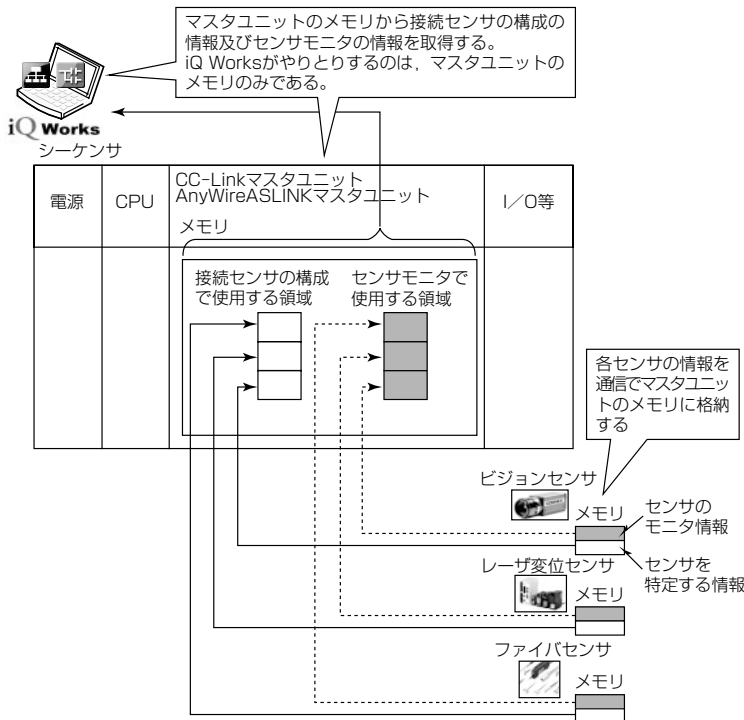 マスタユニットのメモリから接続センサの構成の
情報及びセンサモニタの情報を取得する。
iQ Worksがやりとりするのは，マスタユニットの
メモリのみである。
iQ Works
シーケンサ
電源
CPU
CC-Linkマスタユニット
AnyWireASLINKマスタユニット
メモリ
I／O等
接続センサの構成
で使用する領域
センサモニタで
使用する領域
各センサの情報を
通信でマスタユニッ
トのメモリに格納
する
ビジョンセンサ
メモリ
センサの
モニタ情報
センサを
特定する情報
レーザ変位センサ
メモリ
ファイバセンサ
メモリ